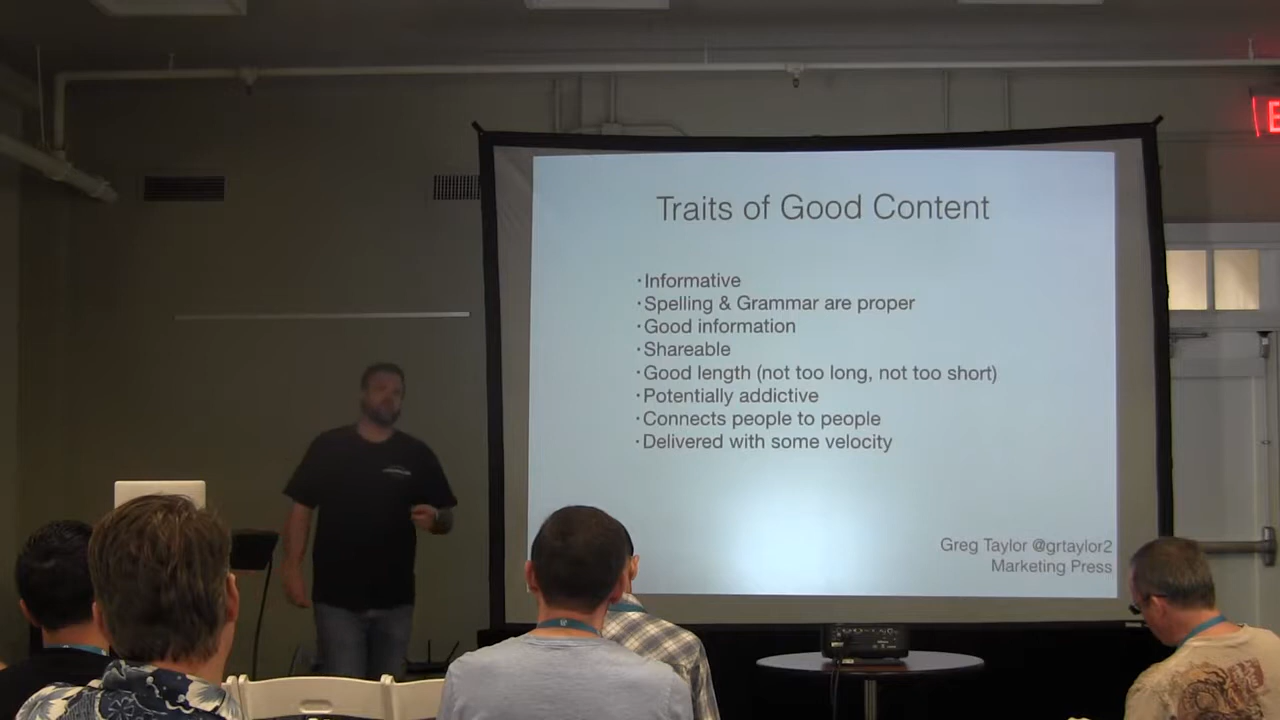 Traits of Good Content
· Informative
· Spelling & Grammar are proper
· Good information
· Shareable
· Good length (not too long, not too short)
· Potentially addictive
· Connects people to people
· Delivered with some velocity
Greg Taylor @grtaylor2
Marketing Press